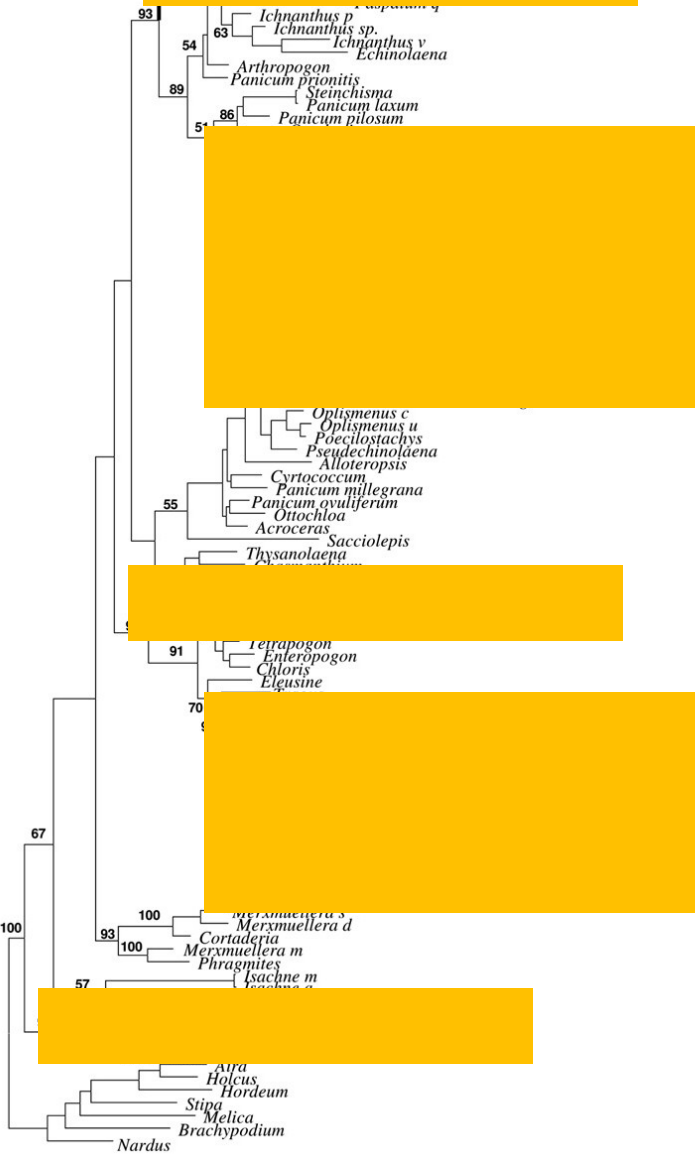 93
Ichnanthus p
63
Ichnanthus sp.
Ichnanthus v
54
Echinolaena
Arthropogon
Panicum prionitis
89
Steinchisma
Panicum laxum
86
Panicum pilosum
Oplismenus c
Oplismenus u
Poecilostachys
Pseudechinolaena
Alloteropsis
Cyrtococcum
Panicum millegrana
55
Panicum ovuliferum
Ottochloa
Acroceras
Sacciolepis
Thysanolaena
Tetrapogon
91
Enteropogon
Chloris
Eleusine
70
67
Merxmuellera s
100
Merxmuellera d
100
93
Cortaderia
100
Merxmuellera m
Phragmites
57
Isachne m
Aira
Holcus
Hordeum
Stipa
Melica
Brachypodium
Nardus